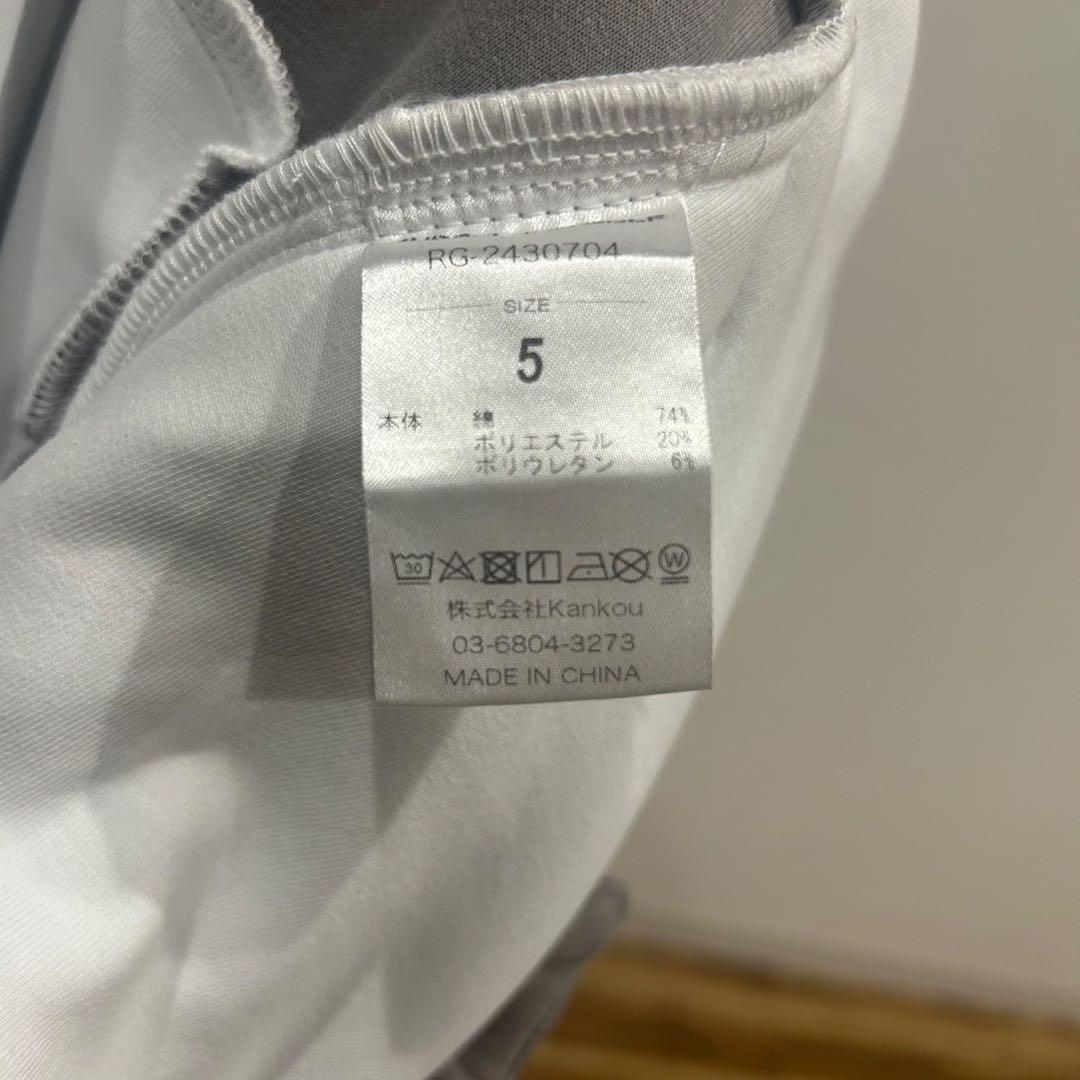 RG-2430704
SIZE
5
本体 綿 74%
ポリエステル 20%
ポリウレタン 6%
30 W
株式会社Kankou
03-6804-3273
MADE IN CHINA